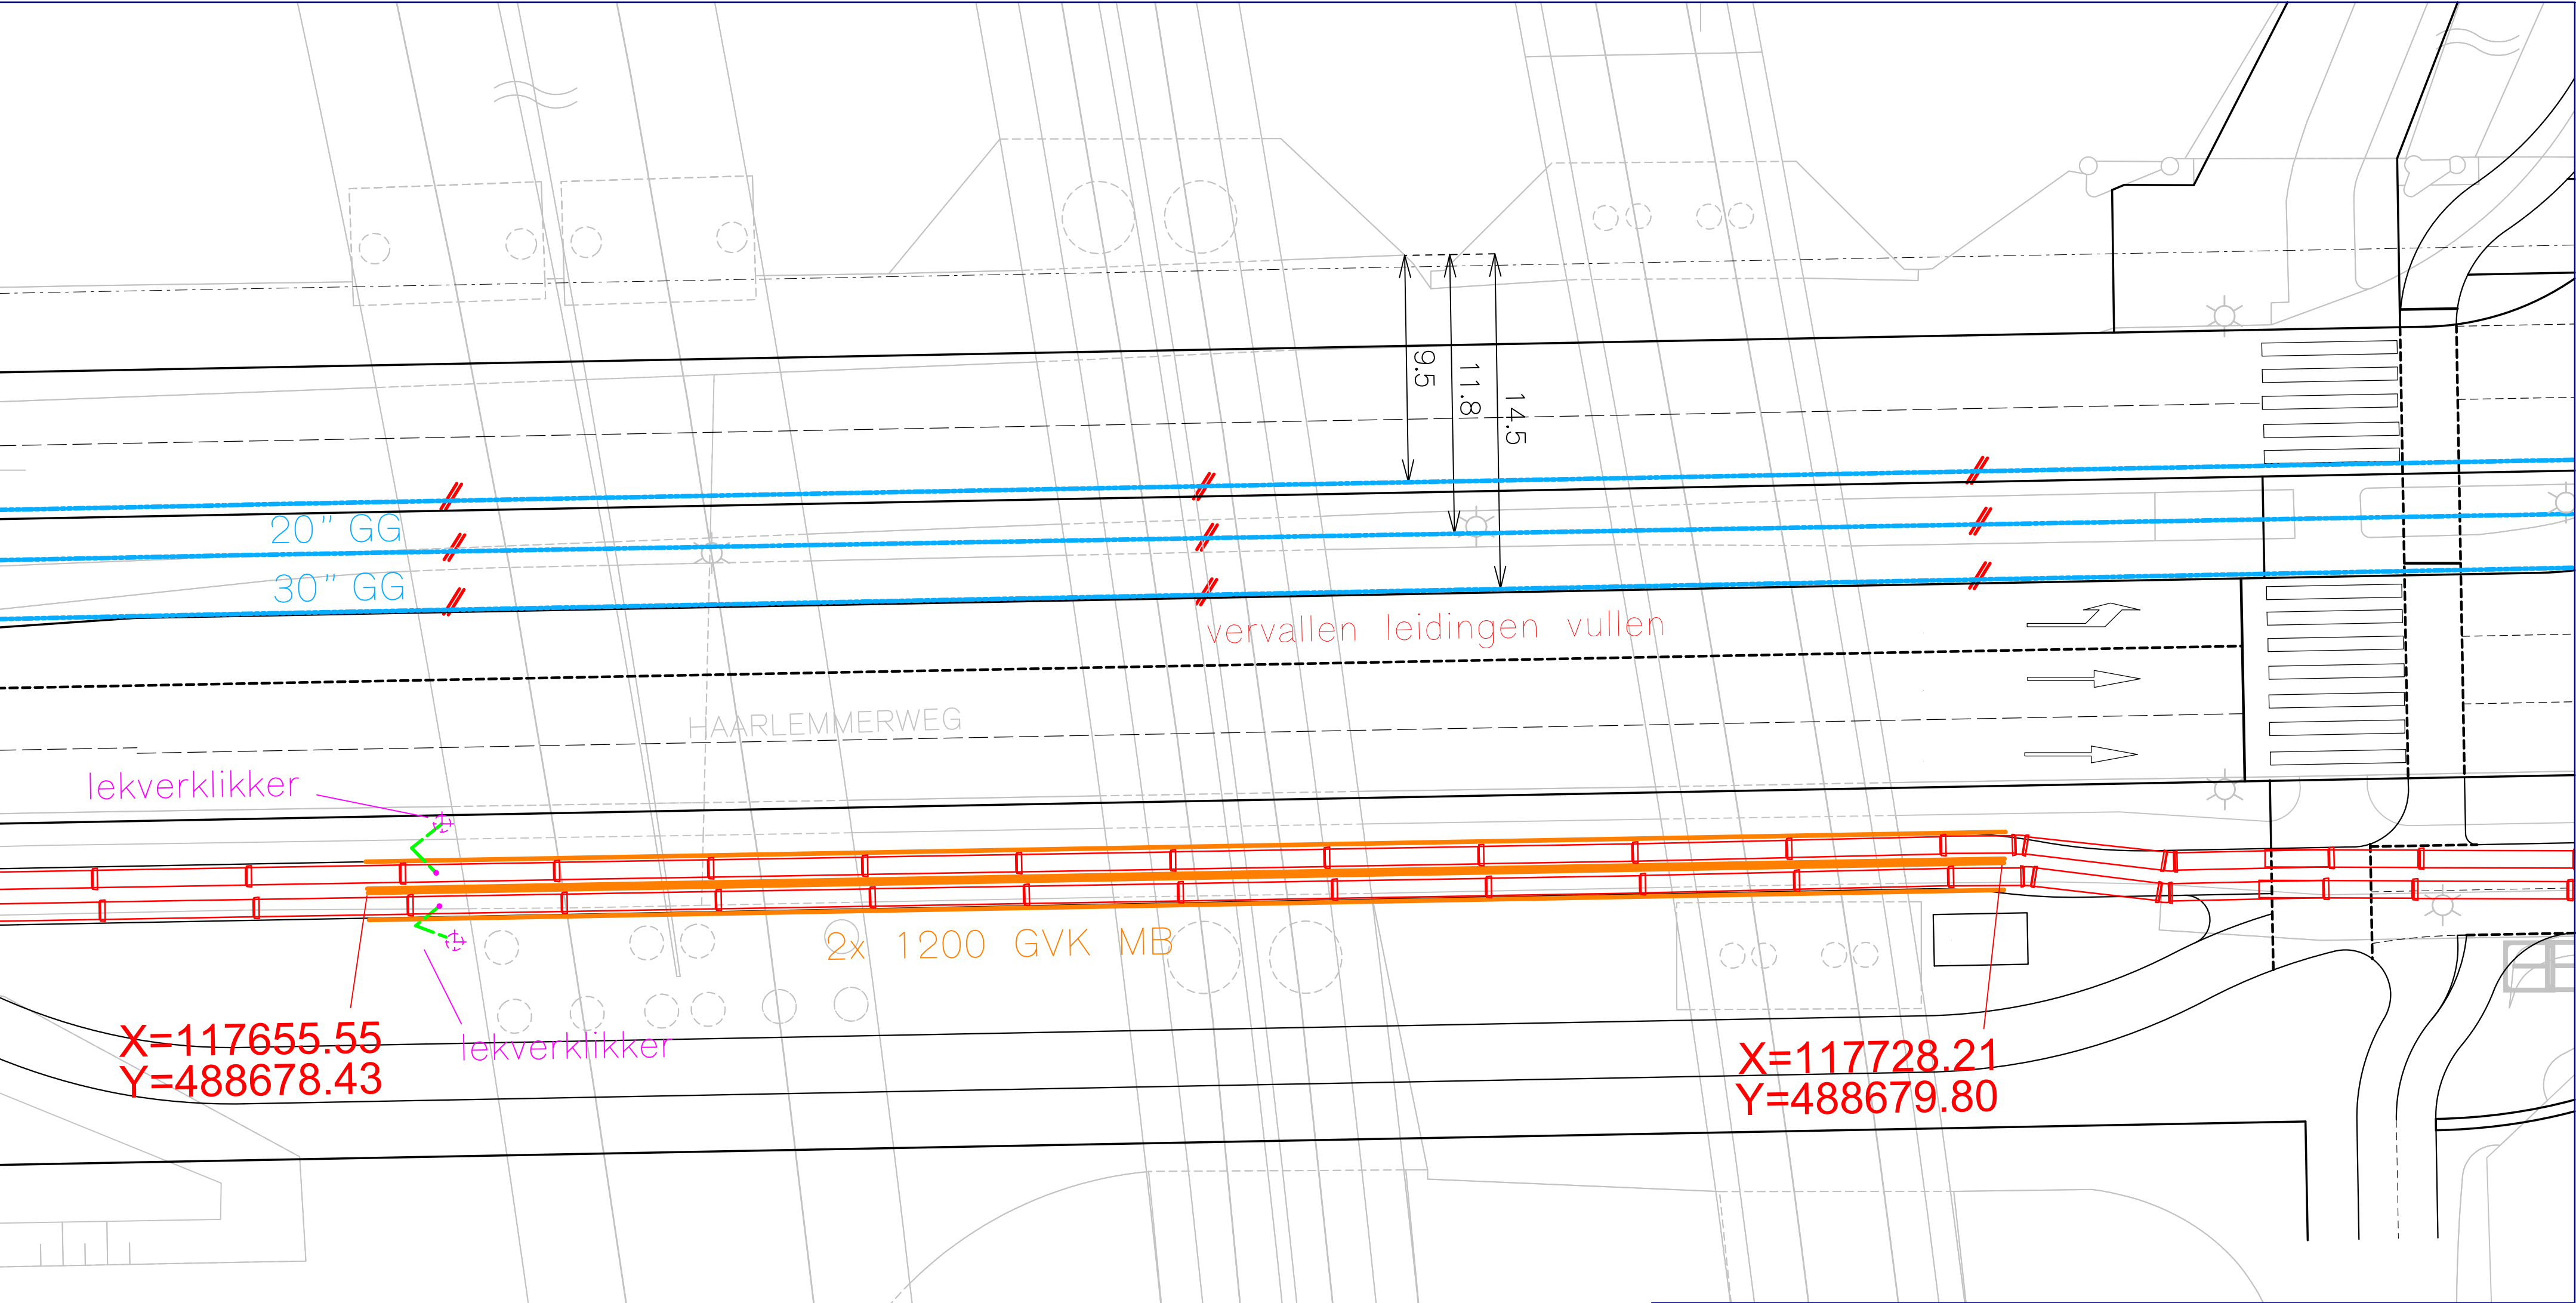 9.5
11.8
14.5
20" GG
30" GG
vervallen leidingen vullen
HAARLEMMERWEG
lekverklikker
2x 1200 GVK MB
X=117655.55
Y=488678.43
lekverklikker
X=117728.21
Y=488679.80